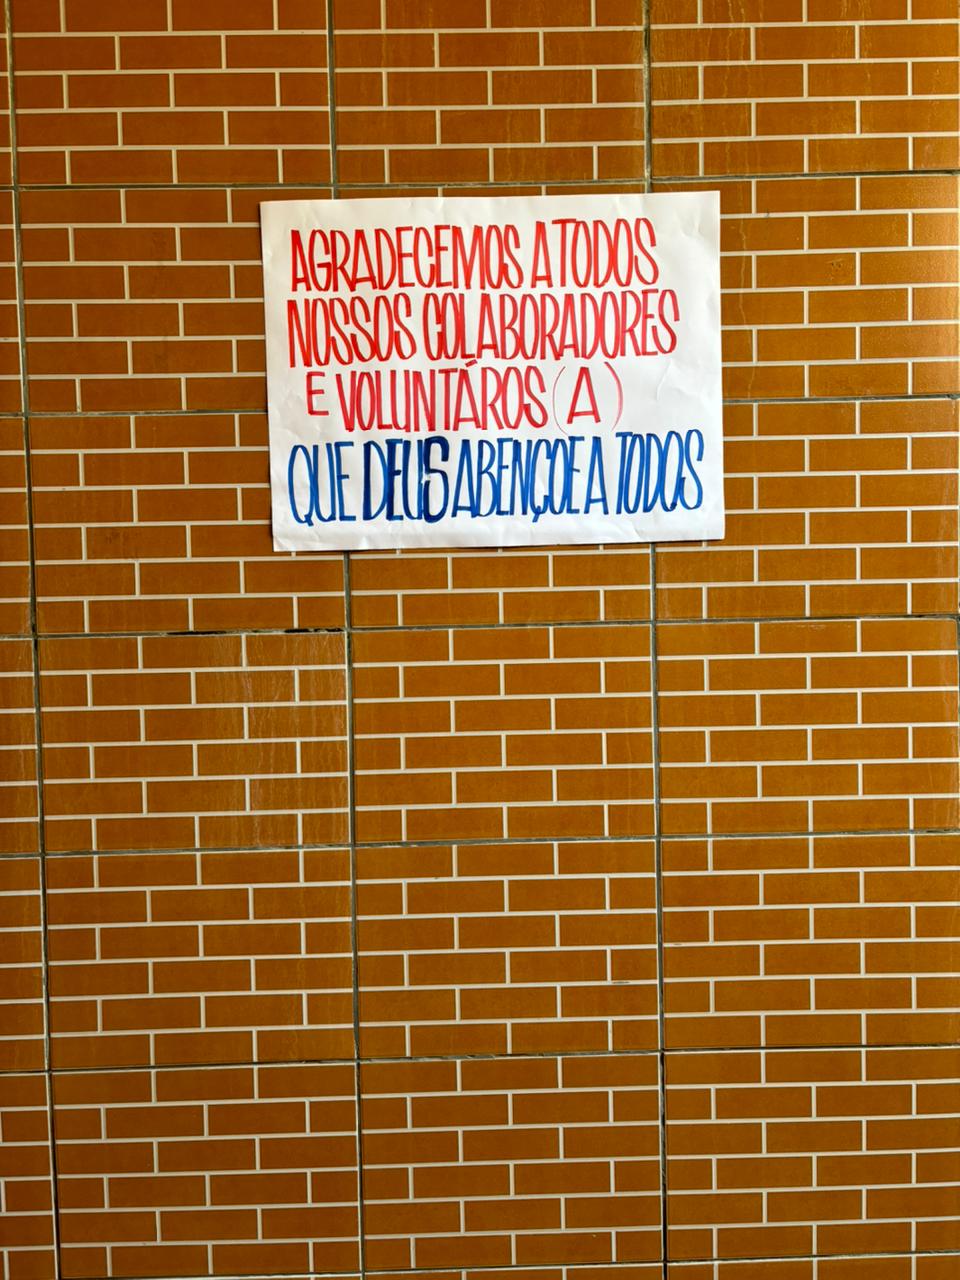 AGRADECEMOS A TODOS
NOSSOS COLABORADORES
E VOLUNTÁROS (A)
QUE DEUS ABENÇOE A TODOS